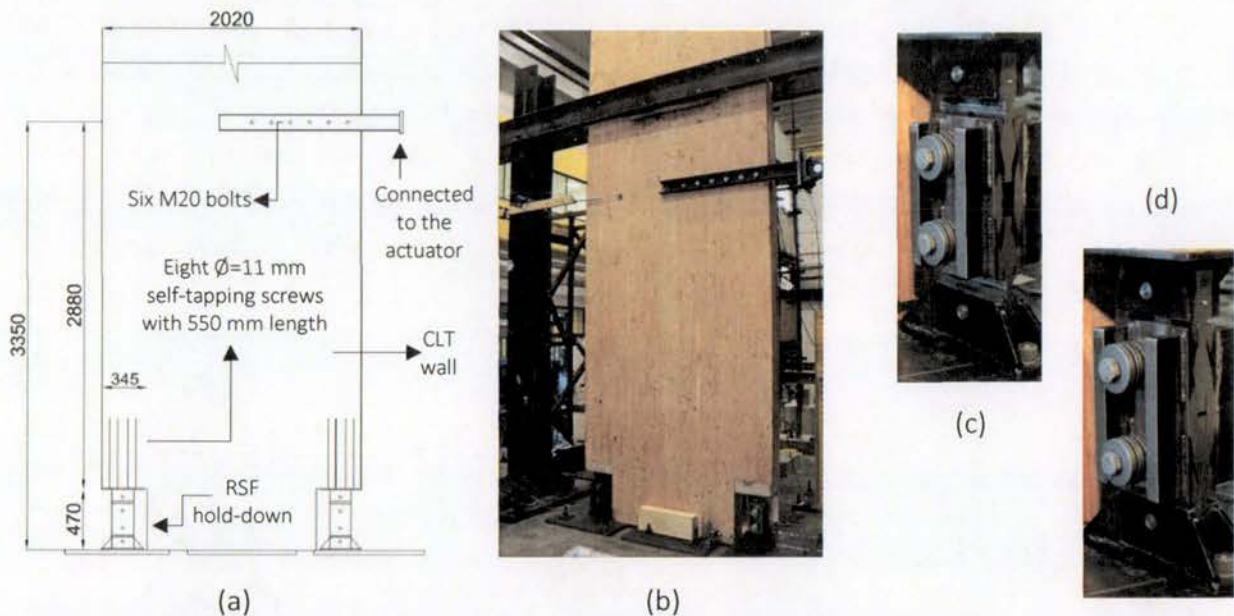 2020
Six M20 bolts
Connected
to the
actuator
Eight Ø=11 mm
self-tapping screws
with 550 mm length
3350
2880
CLT
wall
345
RSF
hold-down
470
(a)
(b)
(c)
(d)